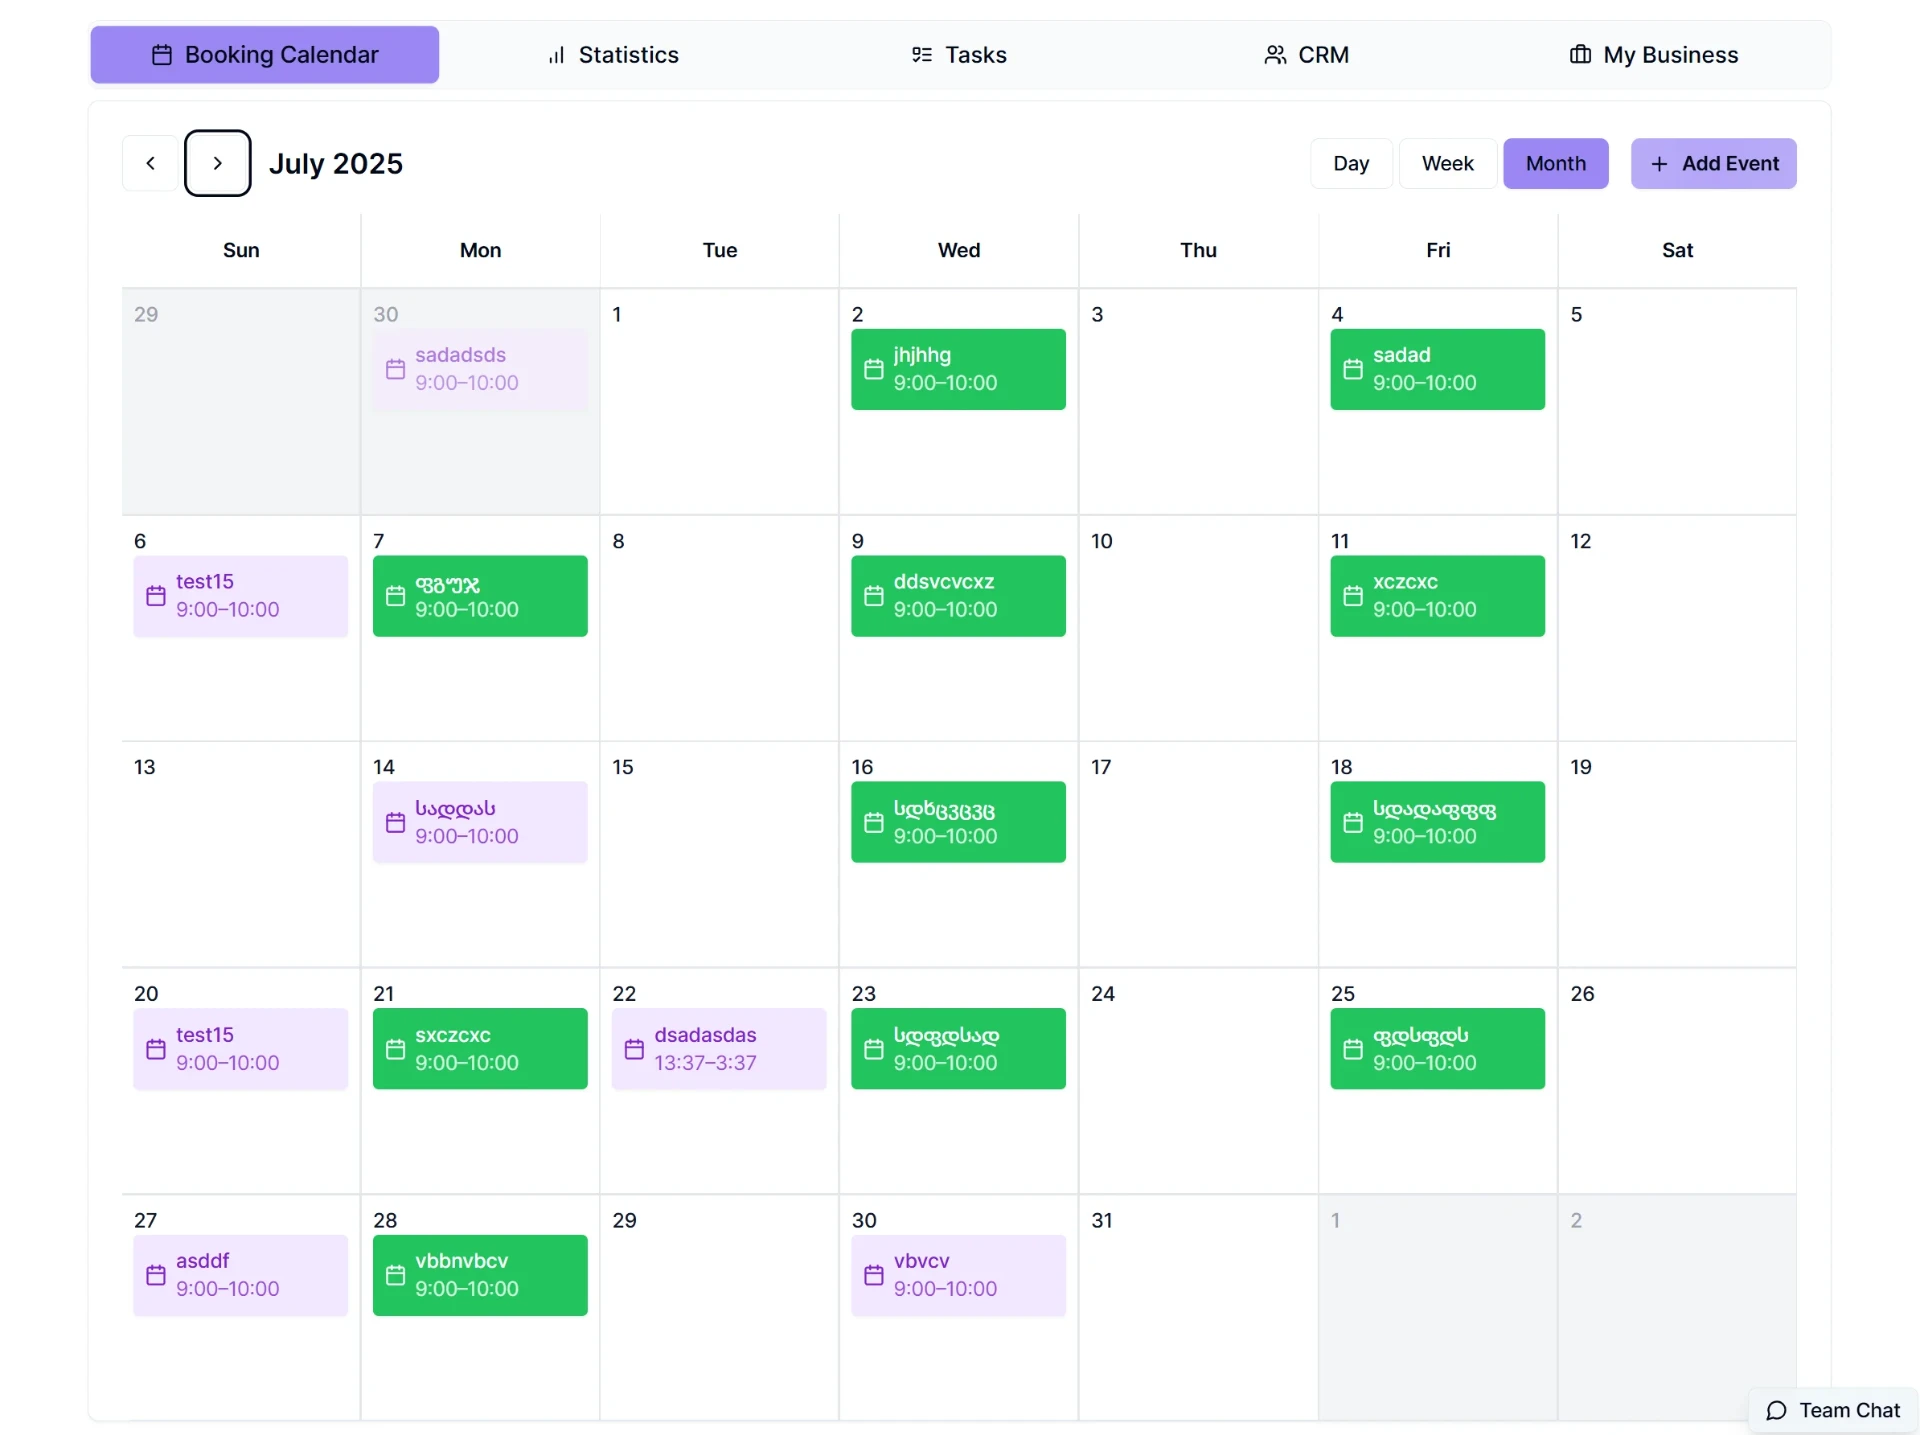 Booking Calendar
Statistics
Tasks
CRM
My Business
July 2025
Day
Week
Month
Add Event
Sun
Mon
Tue
Wed
Thu
Fri
Sat
29
30
sadadsds
9:00–10:00
1
2
jhjhhg
9:00–10:00
3
4
sadad
9:00–10:00
5
6
test15
9:00–10:00
7
ფგუჯ
9:00–10:00
8
9
ddsvcvcxz
9:00–10:00
10
11
xczcxc
9:00–10:00
12
13
14
სადდას
9:00–10:00
15
16
სდხცვცვც
9:00–10:00
17
18
სდადაფფფ
9:00–10:00
19
20
test15
9:00–10:00
21
sxczcxc
9:00–10:00
22
dsadasdas
13:37–3:37
23
სდფდსად
9:00–10:00
24
25
ფდსფდს
9:00–10:00
26
27
asddf
9:00–10:00
28
vbbnvbcv
9:00–10:00
29
30
vbvcv
9:00–10:00
31
1
2
Team Chat